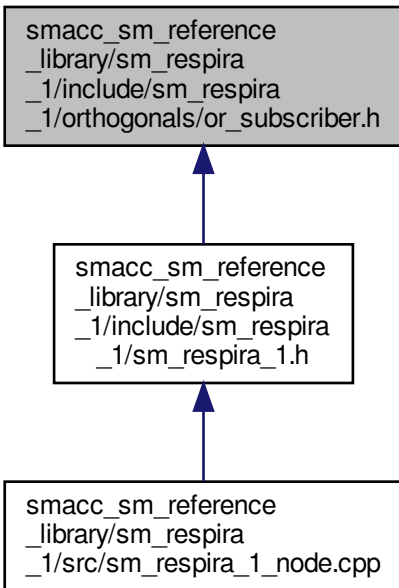 smacc_sm_reference
_library/sm_respira
_1/include/sm_respira
_1/orthogonals/or_subscriber.h
smacc_sm_reference
_library/sm_respira
_1/include/sm_respira
_1/sm_respira_1.h
smacc_sm_reference
_library/sm_respira
_1/src/sm_respira_1_node.cpp